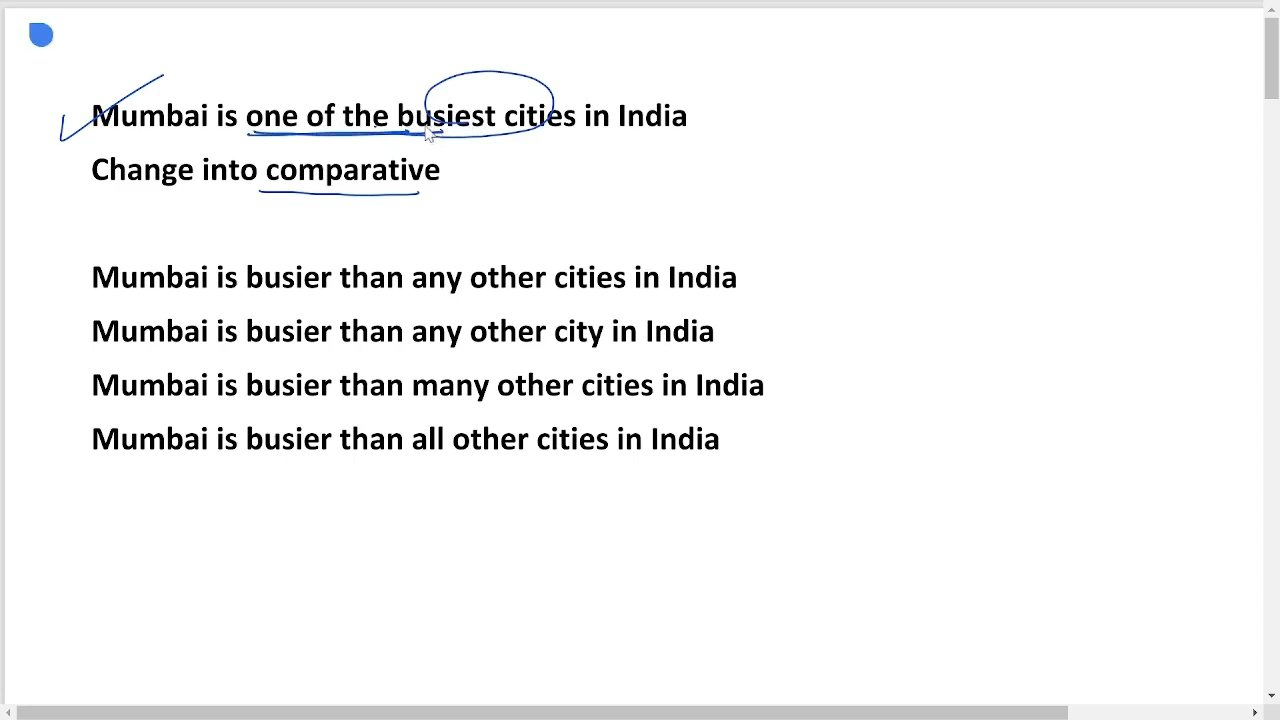 Mumbai is one of the busiest cities in India
Change into comparative
Mumbai is busier than any other cities in India
Mumbai is busier than any other city in India
Mumbai is busier than many other cities in India
Mumbai is busier than all other cities in India